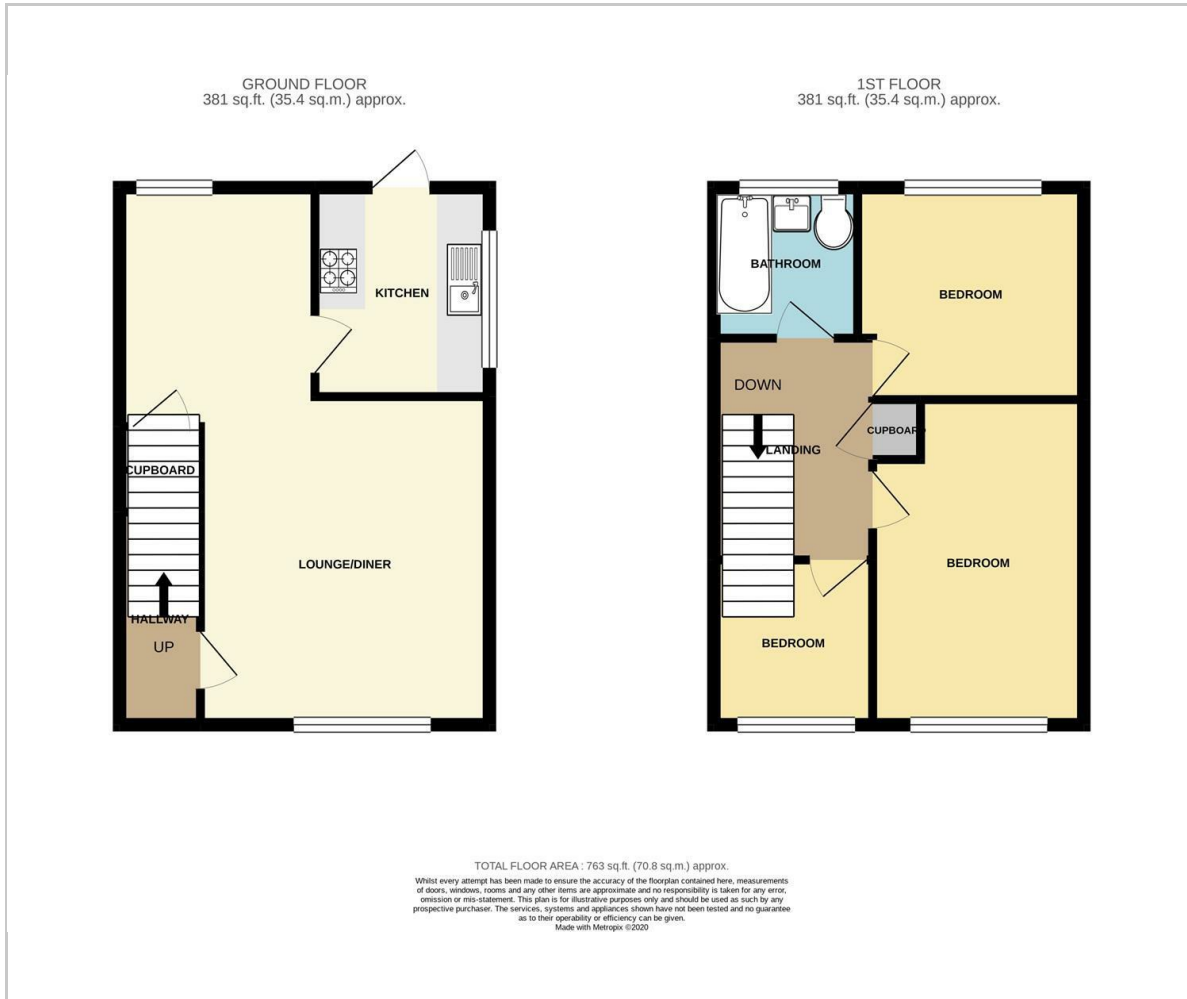 GROUND FLOOR
381 sq.ft. (35.4 sq.m.) approx.
KITCHEN
CUPBOARD
LOUNGE/DINER
HALLWAY
UP
1ST FLOOR
381 sq.ft. (35.4 sq.m.) approx.
BATHROOM
BEDROOM
DOWN
CUPBOARD
LANDING
BEDROOM
BEDROOM
TOTAL FLOOR AREA : 763 sq.ft. (70.8 sq.m.) approx.
Whilst every attempt has been made to ensure the accuracy of the floorplan contained here, measurements
of doors, windows, rooms and any other items are approximate and no responsibility is taken for any error,
omission or mis-statement. This plan is for illustrative purposes only and should be used as such by any
prospective purchaser. The services, systems and appliances shown have not been tested and no guarantee
as to their operability or efficiency can be given.
Made with Metropix ©2020